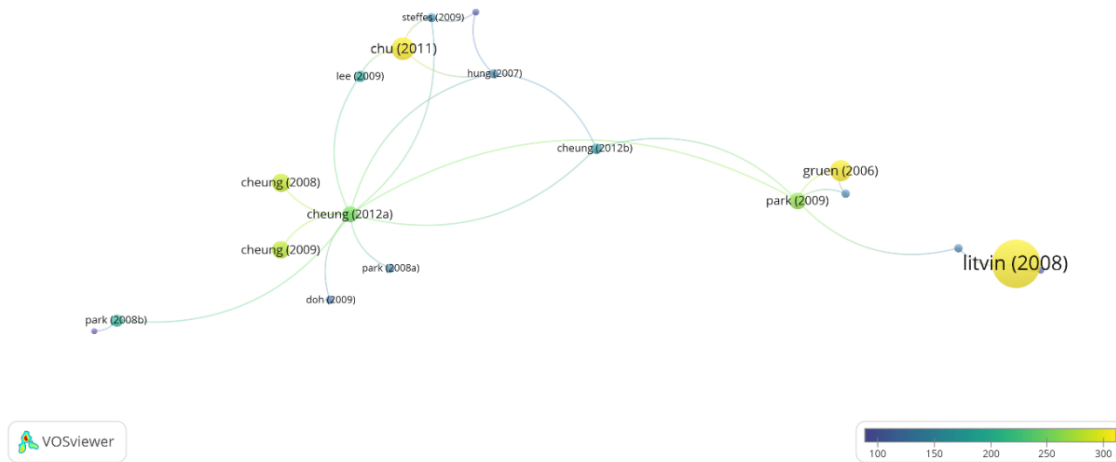 steffes (2009)
chu (2011)
lee (2009)
hung (2007)
cheung (2012b)
gruen (2006)
cheung (2008)
park (2009)
cheung (2012a)
cheung (2009)
litvin (2008)
park (2008a)
doh (2009)
park (2008b)
VOSviewer
100 150 200 250 300